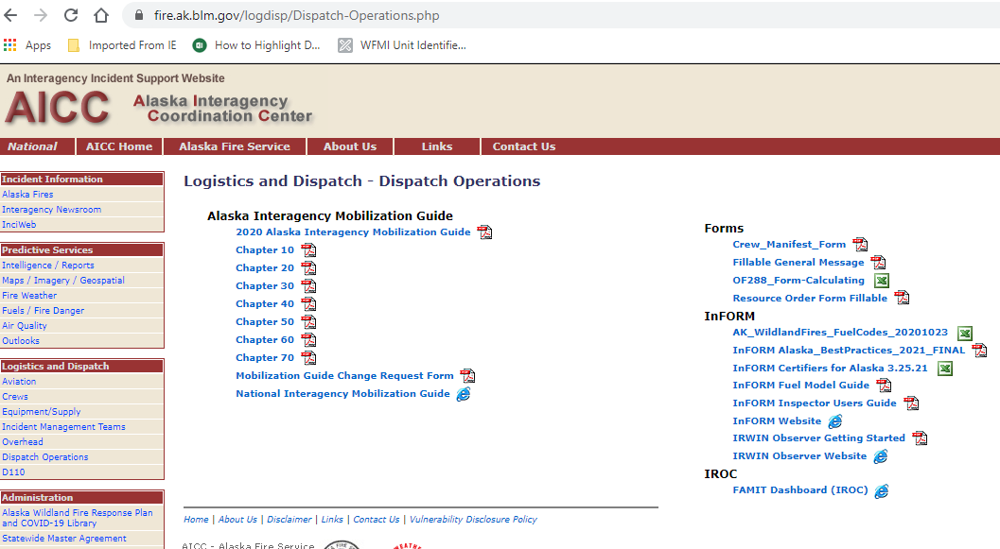 fire.ak.blm.gov/logdisp/Dispatch-Operations.php
Apps Imported From IE How to Highlight D... WFMI Unit Identifie...
An Interagency Incident Support Website
AICC Alaska Interagency
Coordination Center
National AICC Home Alaska Fire Service About Us Links Contact Us
Incident Information
Alaska Fires
Interagency Newsroom
InciWeb
Predictive Services
Intelligence / Reports
Maps / Imagery / Geospatial
Fire Weather
Fuels / Fire Danger
Air Quality
Outlooks
Logistics and Dispatch
Aviation
Crews
Equipment/Supply
Incident Management Teams
Overhead
Dispatch Operations
D110
Administration
Alaska Wildland Fire Response Plan
and COVID-19 Library
Statewide Master Agreement
Logistics and Dispatch - Dispatch Operations
Alaska Interagency Mobilization Guide
2020 Alaska Interagency Mobilization Guide
Chapter 10
Chapter 20
Chapter 30
Chapter 40
Chapter 50
Chapter 60
Chapter 70
Mobilization Guide Change Request Form
National Interagency Mobilization Guide
Forms
Crew_Manifest_Form
Fillable General Message
OF288_Form-Calculating
Resource Order Form Fillable
InFORM
AK_WildlandFires_FuelCodes_20201023
InFORM Alaska_BestPractices_2021_FINAL
InFORM Certifiers for Alaska 3.25.21
InFORM Fuel Model Guide
InFORM Inspector Users Guide
InFORM Website
IRWIN Observer Getting Started
IRWIN Observer Website
IROC
FAMIT Dashboard (IROC)
Home | About Us | Disclaimer | Links | Contact Us | Vulnerability Disclosure Policy
AICC - Alaska Fire Service